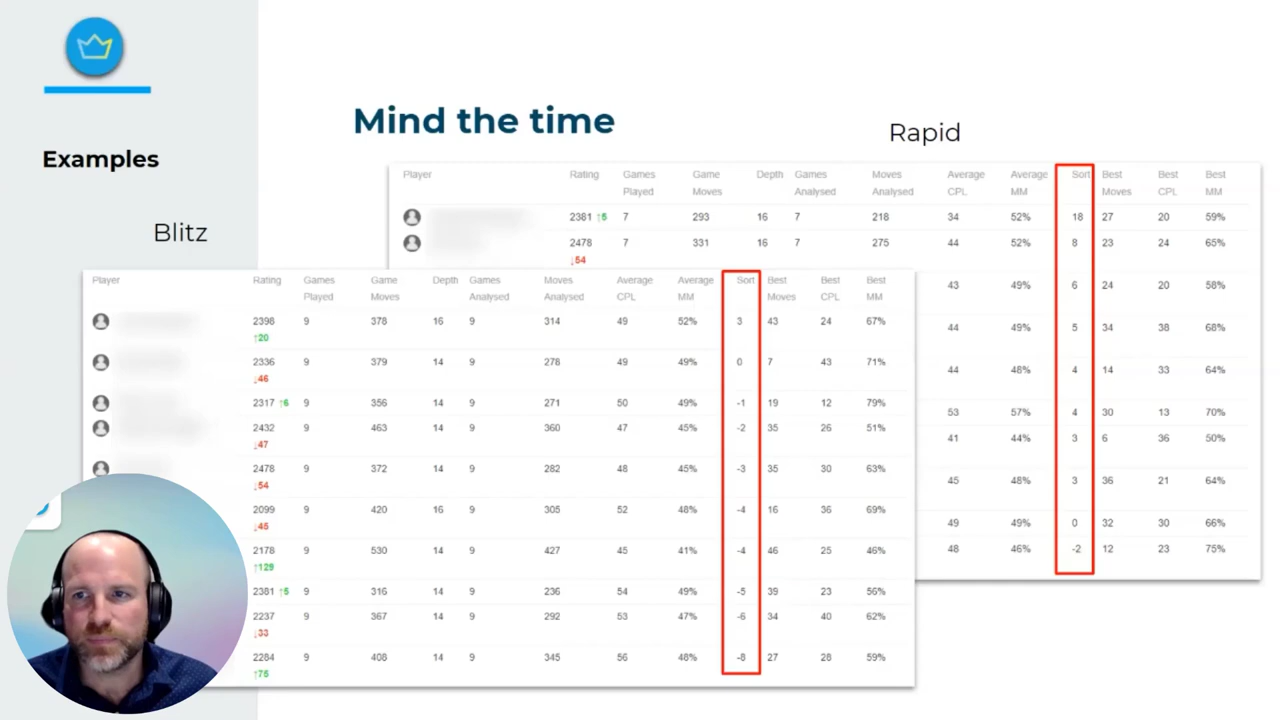 Mind the time
Examples
Rapid
Player Rating Games Played Game Moves Depth Games Analysed Moves Analysed Average CPL Average MM Sort Best Moves Best CPL Best MM
2381 ↑5 7 293 16 7 218 34 52% 18 27 20 59%
2478 ↓54 7 331 16 7 275 44 52% 8 23 24 65%
43 49% 6 24 20 58%
44 49% 5 34 38 68%
44 48% 4 14 33 64%
53 57% 4 30 13 70%
41 44% 3 6 36 50%
45 48% 3 36 21 64%
49 49% 0 32 30 66%
48 46% -2 12 23 75%
Blitz
Player Rating Games Played Game Moves Depth Games Analysed Moves Analysed Average CPL Average MM Sort Best Moves Best CPL Best MM
2398 ↑20 9 378 16 9 314 49 52% 3 43 24 67%
2336 ↓46 9 379 14 9 278 49 49% 0 7 43 71%
2317 ↑6 9 356 14 9 271 50 49% -1 19 12 79%
2432 ↓47 9 463 14 9 360 47 45% -2 35 26 51%
2478 ↓54 9 372 14 9 282 48 45% -3 35 30 63%
2099 ↓45 9 420 16 9 305 52 48% -4 16 36 69%
2178 ↑129 9 530 14 9 427 45 41% -4 46 25 46%
2381 ↑5 9 316 14 9 236 54 49% -5 39 23 56%
2237 ↓33 9 367 14 9 292 53 47% -6 34 40 62%
2284 ↑75 9 408 14 9 345 56 48% -8 27 28 59%